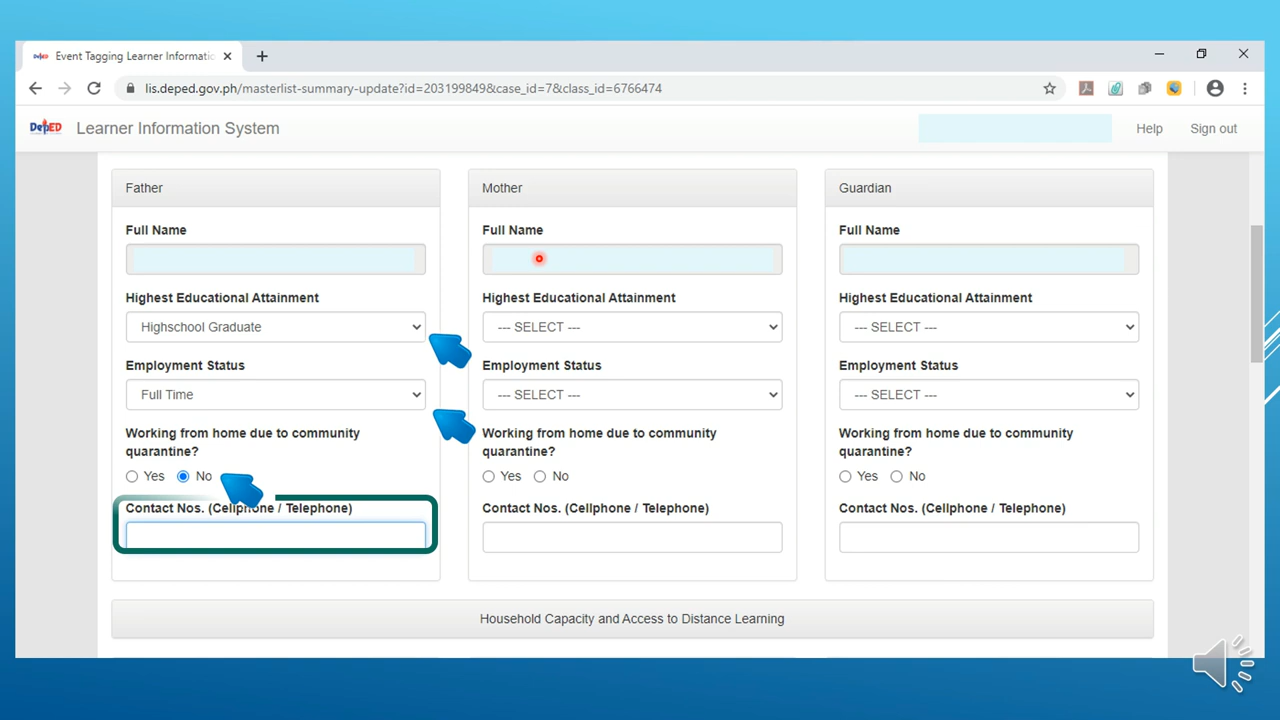 Event Tagging Learner Informatic
lis.deped.gov.ph/masterlist-summary-update?id=203199849&case_id=7&class_id=6766474
DepED Learner Information System Help Sign out
Father
Full Name
Highest Educational Attainment
Highschool Graduate
Employment Status
Full Time
Working from home due to community
quarantine?
Yes No
Contact Nos. (Cellphone / Telephone)
Mother
Full Name
Highest Educational Attainment
--- SELECT ---
Employment Status
--- SELECT ---
Working from home due to community
quarantine?
Yes No
Contact Nos. (Cellphone / Telephone)
Guardian
Full Name
Highest Educational Attainment
--- SELECT ---
Employment Status
--- SELECT ---
Working from home due to community
quarantine?
Yes No
Contact Nos. (Cellphone / Telephone)
Household Capacity and Access to Distance Learning